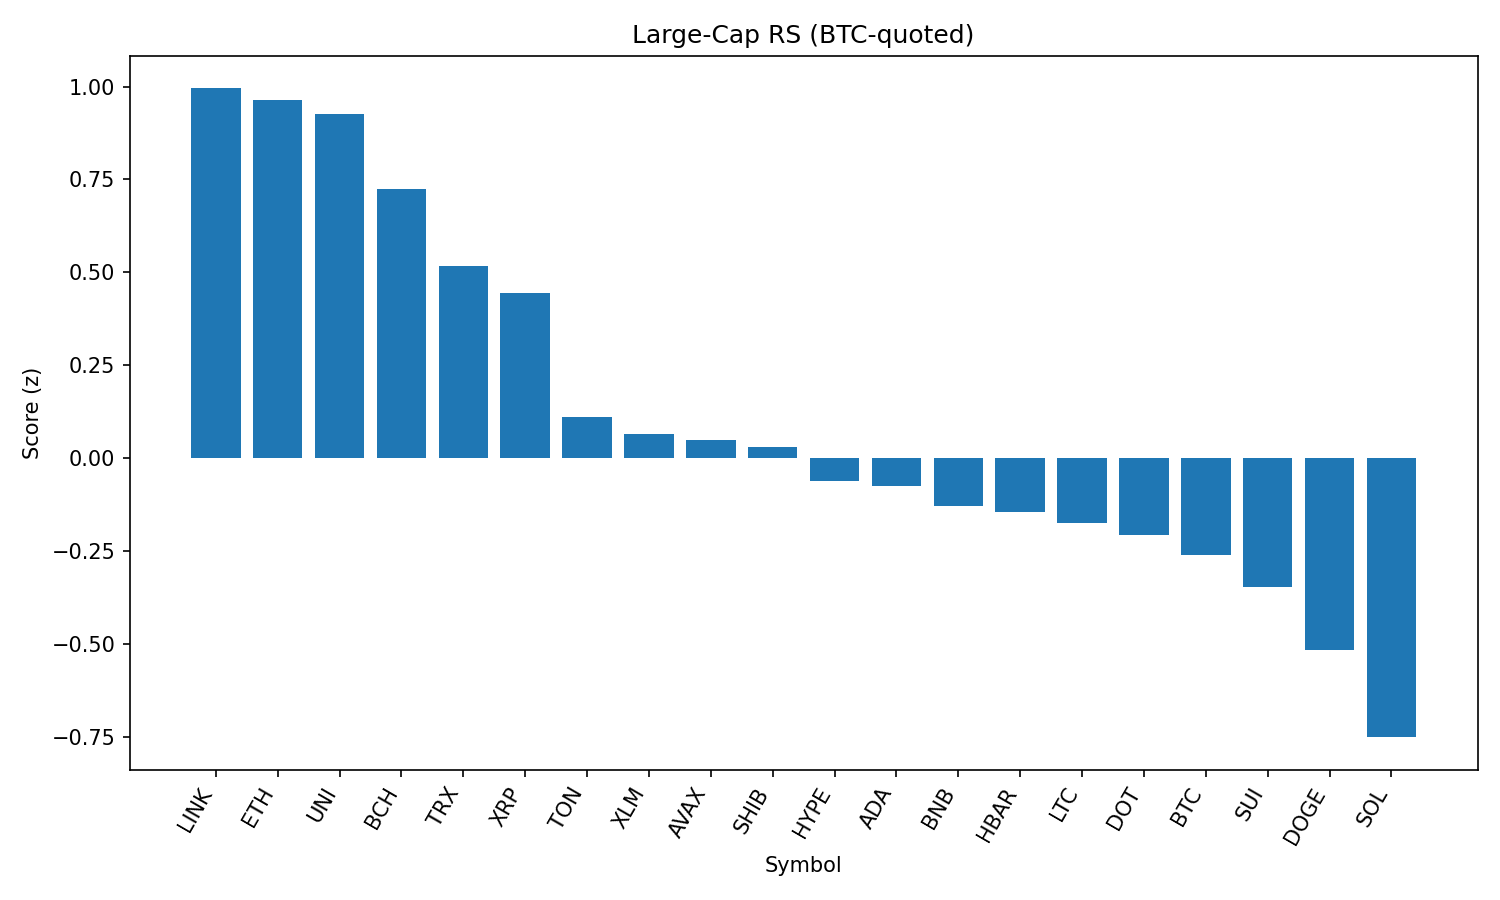 Large-Cap RS (BTC-quoted)
Score (z)
1.00
0.75
0.50
0.25
0.00
−0.25
−0.50
−0.75
LINK
ETH
UNI
BCH
TRX
XRP
TON
XLM
AVAX
SHIB
HYPE
ADA
BNB
HBAR
LTC
DOT
BTC
SUI
DOGE
SOL
Symbol